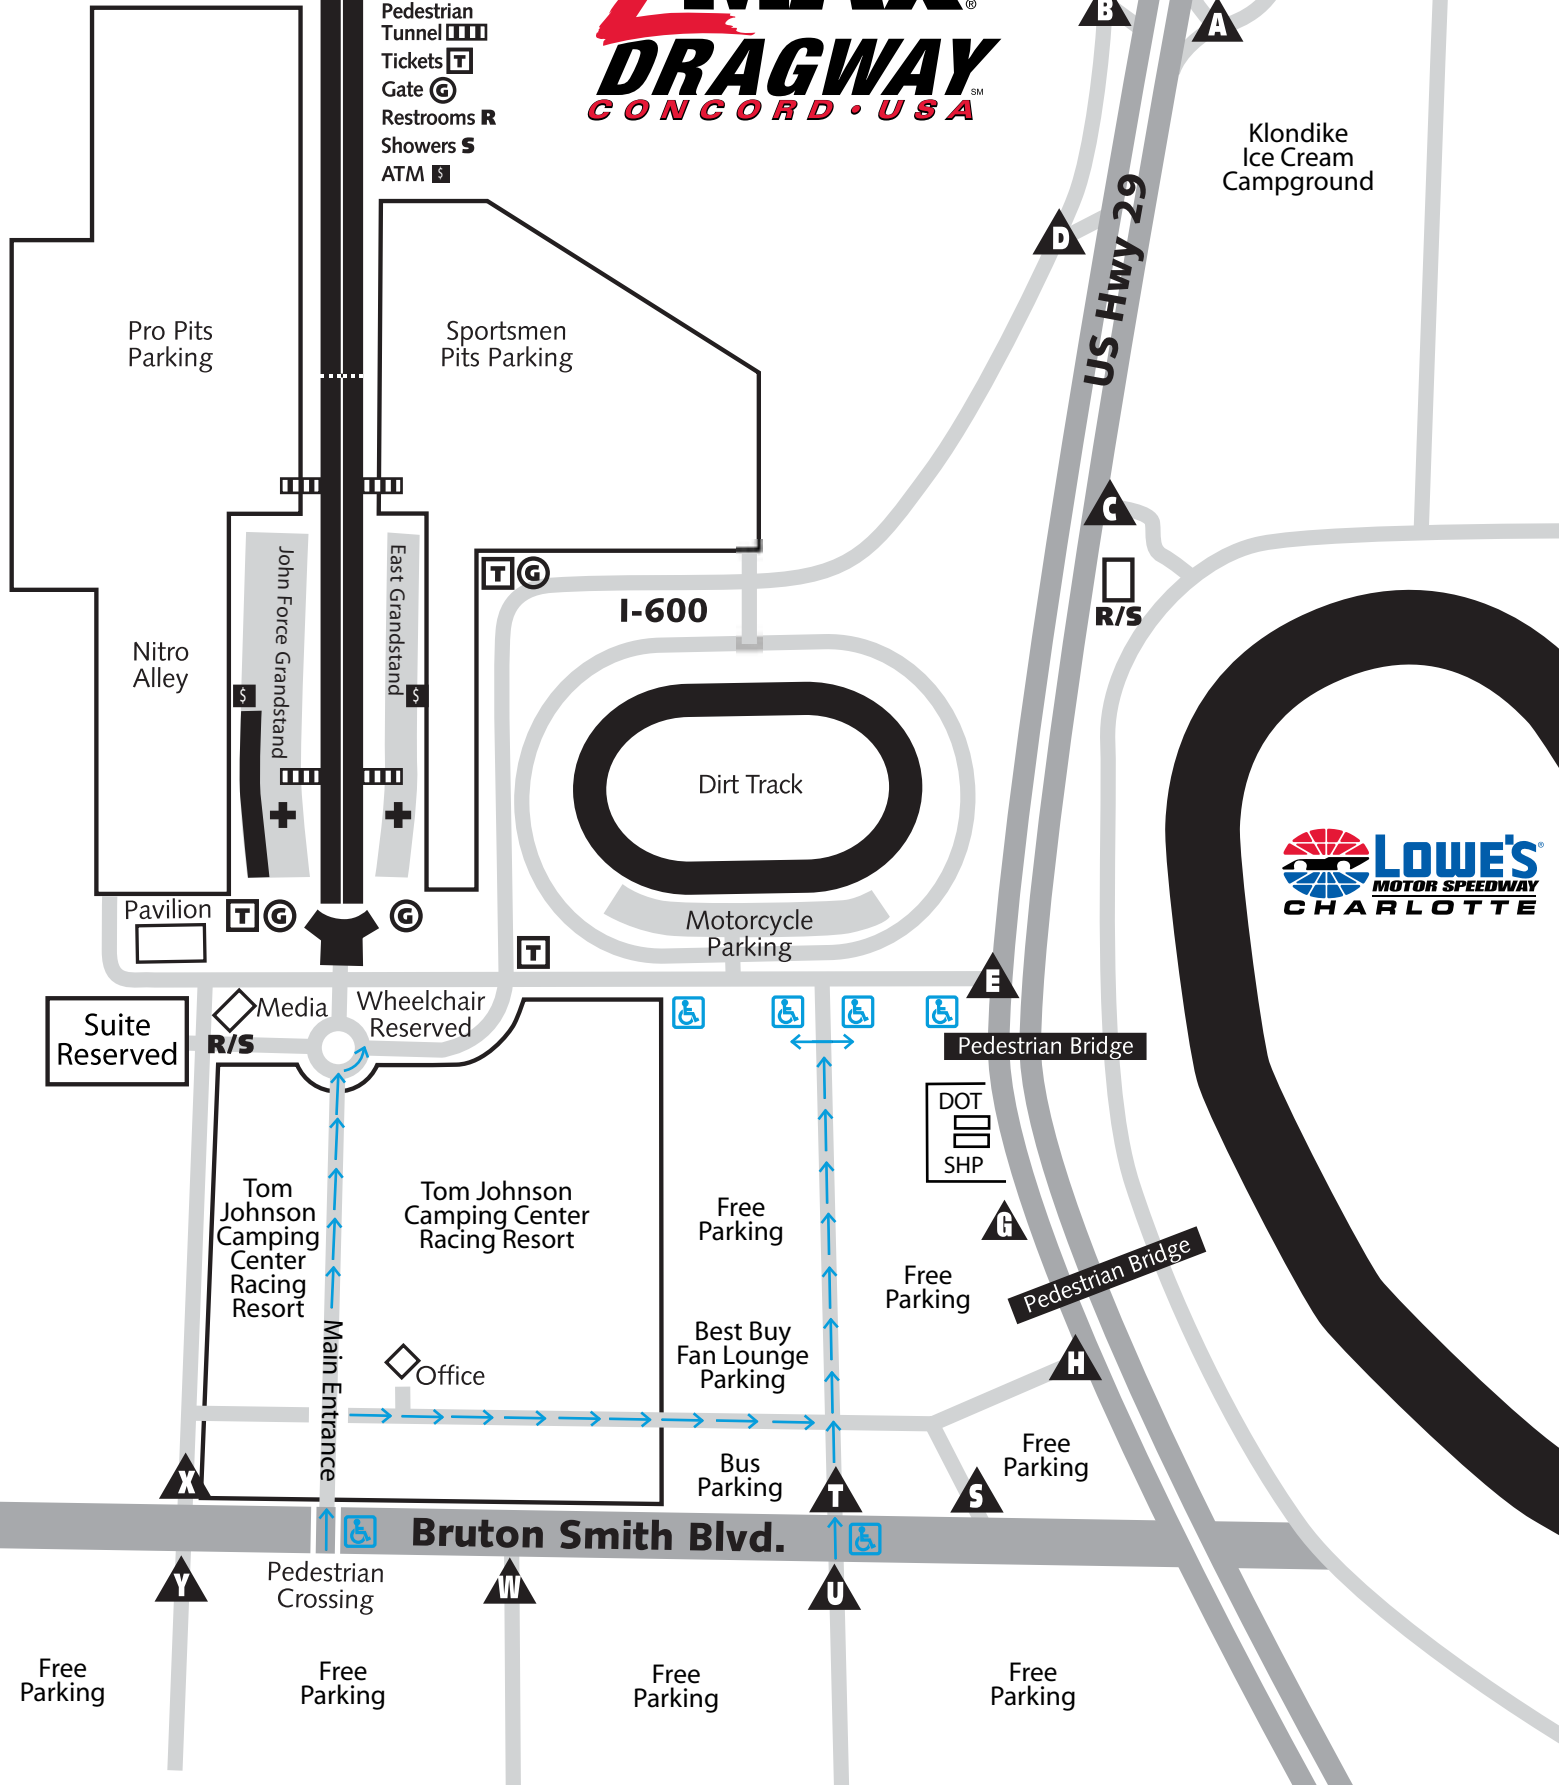 Pedestrian
Tunnel
Tickets T
Gate G
Restrooms R
Showers S
ATM $
MAX®
DRAGWAY SM
CONCORD • USA
B
A
Klondike
Ice Cream
Campground
US Hwy 29
D
Pro Pits
Parking
Sportsmen
Pits Parking
C
R/S
John Force Grandstand
East Grandstand
T G
I-600
Nitro
Alley
$
$
Dirt Track
LOWE'S®
MOTOR SPEEDWAY
CHARLOTTE
Pavilion
T G
G
Motorcycle
Parking
T
E
Suite
Reserved
Media
R/S
Wheelchair
Reserved
Pedestrian Bridge
DOT
SHP
Tom
Johnson
Camping
Center
Racing
Resort
Tom Johnson
Camping Center
Racing Resort
Free
Parking
G
Pedestrian Bridge
Free
Parking
Main Entrance
Office
Best Buy
Fan Lounge
Parking
H
Free
Parking
Bus
Parking
X
T
S
Bruton Smith Blvd.
Y
Pedestrian
Crossing
W
U
Free
Parking
Free
Parking
Free
Parking
Free
Parking